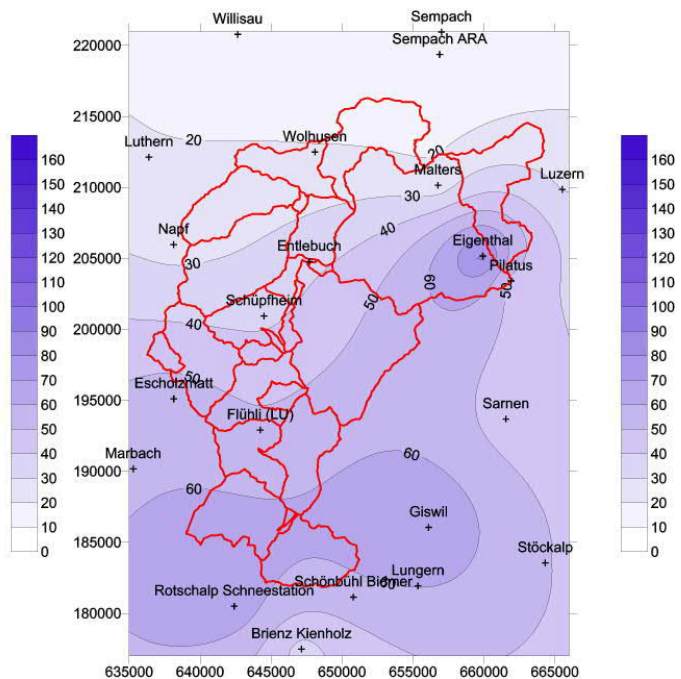 Willisau
Sempach
220000
Sempach ARA
215000
160
150
140
130
120
110
100
90
80
70
60
50
40
30
20
10
0
Luthern
20
Wolhusen
20
Malters
Luzern
160
150
140
130
120
110
100
90
80
70
60
50
40
30
20
10
0
210000
30
40
Napf
Eigenthal
Entlebuch
30
205000
Pilatus
60
50
50
Schüpfheim
200000
40
50
Escholzmatt
195000
Flühli (LU)
Sarnen
Marbach
60
190000
60
Giswil
185000
Stöckalp
Lungern
Rotschalp Schneestation
Schönbühl Bierner
60
180000
Brienz Kienholz
635000 640000 645000 650000 655000 660000 665000